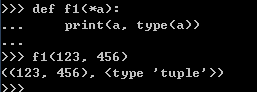 >>> def f1(*a):
...     print(a, type(a))
...
>>> f1(123, 456)
((123, 456), <type 'tuple'>)
>>>